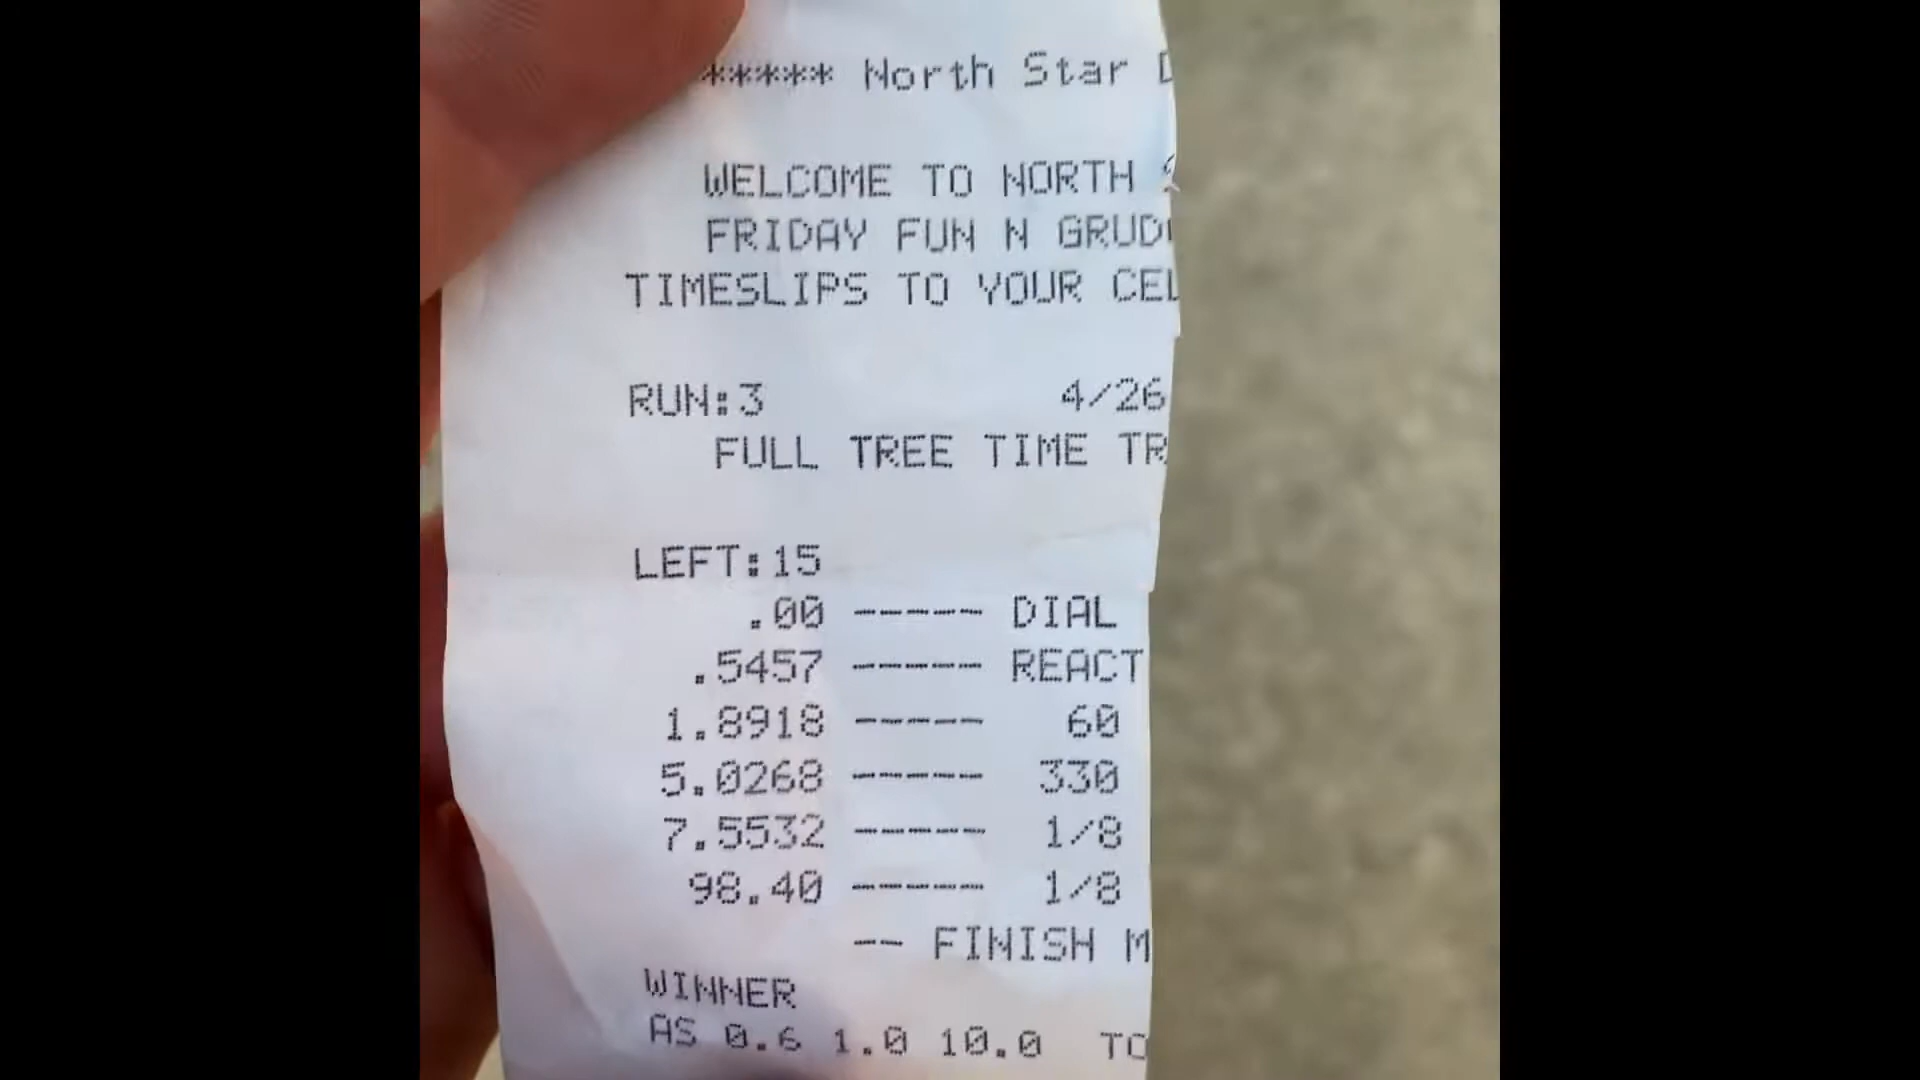 ***** North Star
WELCOME TO NORTH
FRIDAY FUN N GRUD
TIMESLIPS TO YOUR CEL
RUN:3 4/26
FULL TREE TIME TR
LEFT:15
.00 ----- DIAL
.5457 ----- REACT
1.8918 ----- 60
5.0268 ----- 330
7.5532 ----- 1/8
98.40 ----- 1/8
-- FINISH M
WINNER
AS 0.6 1.0 10.0 TO